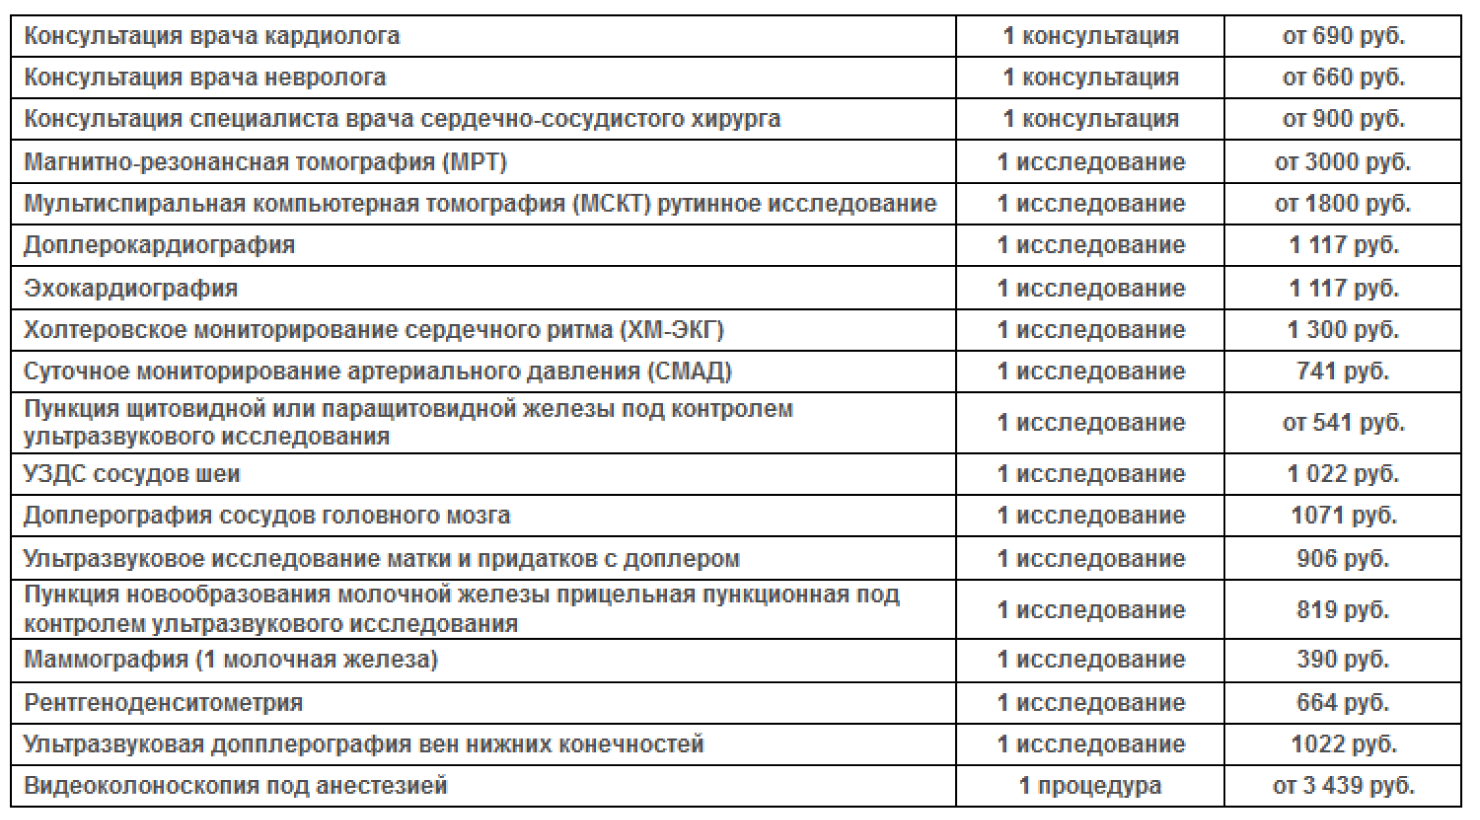 Консультация врача кардиолога 1 консультация от 690 руб.
Консультация врача невролога 1 консультация от 660 руб.
Консультация специалиста врача сердечно-сосудистого хирурга 1 консультация от 900 руб.
Магнитно-резонансная томография (МРТ) 1 исследование от 3000 руб.
Мультиспиральная компьютерная томография (МСКТ) рутинное исследование 1 исследование от 1800 руб.
Доплерокардиография 1 исследование 1 117 руб.
Эхокардиография 1 исследование 1 117 руб.
Холтеровское мониторирование сердечного ритма (ХМ-ЭКГ) 1 исследование 1 300 руб.
Суточное мониторирование артериального давления (СМАД) 1 исследование 741 руб.
Пункция щитовидной или паращитовидной железы под контролем
ультразвукового исследования 1 исследование от 541 руб.
УЗДС сосудов шеи 1 исследование 1 022 руб.
Доплерография сосудов головного мозга 1 исследование 1071 руб.
Ультразвуковое исследование матки и придатков с доплером 1 исследование 906 руб.
Пункция новообразования молочной железы прицельная пункционная под
контролем ультразвукового исследования 1 исследование 819 руб.
Маммография (1 молочная железа) 1 исследование 390 руб.
Рентгеноденситометрия 1 исследование 664 руб.
Ультразвуковая допплерография вен нижних конечностей 1 исследование 1022 руб.
Видеоколоноскопия под анестезией 1 процедура от 3 439 руб.